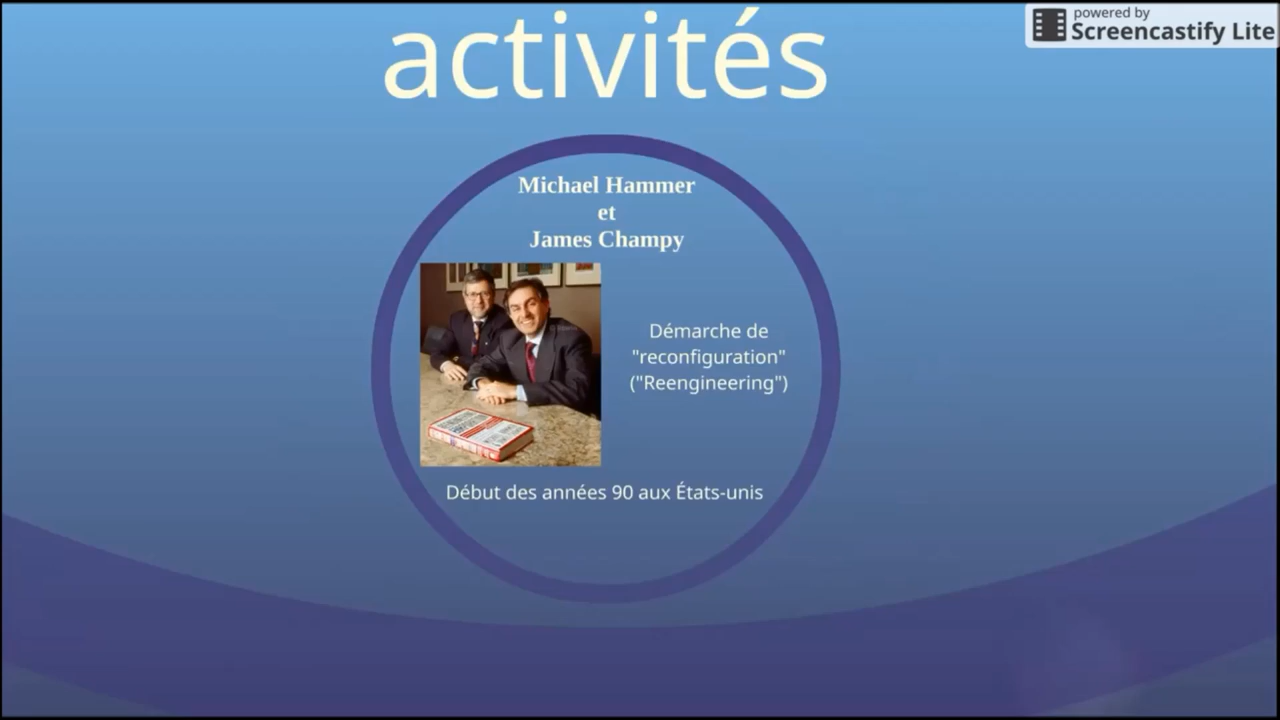 powered by
Screencastify Lite
activités
Michael Hammer
et
James Champy
Démarche de
"reconfiguration"
("Reengineering")
Début des années 90 aux États-unis